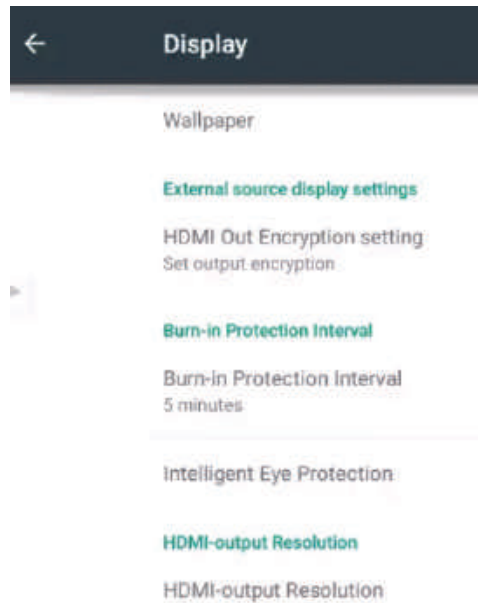 Display
Wallpaper
External source display settings
HDMI Out Encryption setting
Set output encryption
Burn-in Protection Interval
Burn-in Protection Interval
5 minutes
Intelligent Eye Protection
HDMI-output Resolution
HDMI-output Resolution